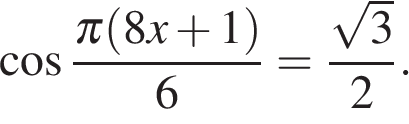 cos π(8x + 1)/6 = √3/2.